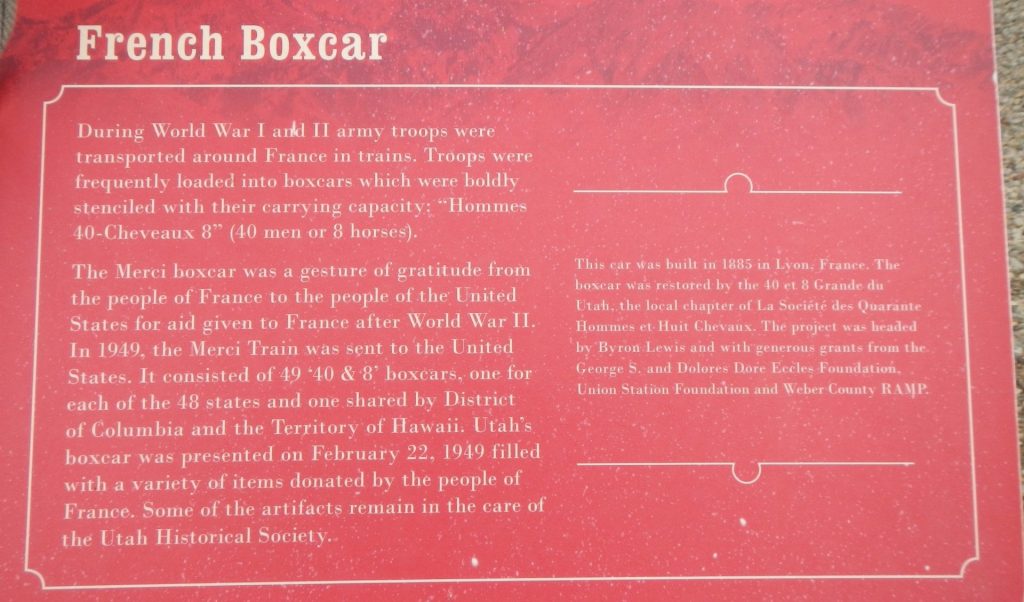 French Boxcar
During World War I and II army troops were
transported around France in trains. Troops were
frequently loaded into boxcars which were boldly
stenciled with their carrying capacity: “Hommes
40-Cheveaux 8” (40 men or 8 horses).
The Merci boxcar was a gesture of gratitude from
the people of France to the people of the United
States for aid given to France after World War II.
In 1949, the Merci Train was sent to the United
States. It consisted of 49 ‘40 & 8’ boxcars, one for
each of the 48 states and one shared by District
of Columbia and the Territory of Hawaii. Utah’s
boxcar was presented on February 22, 1949 filled
with a variety of items donated by the people of
France. Some of the artifacts remain in the care of
the Utah Historical Society.
This car was built in 1885 in Lyon, France. The
boxcar was restored by the 40 et 8 Grande du
Utah, the local chapter of La Société des Quarante
Hommes et Huit Chevaux. The project was headed
by Byron Lewis and with generous grants from the
George S. and Dolores Dore Eccles Foundation,
Union Station Foundation and Weber County RAMP.